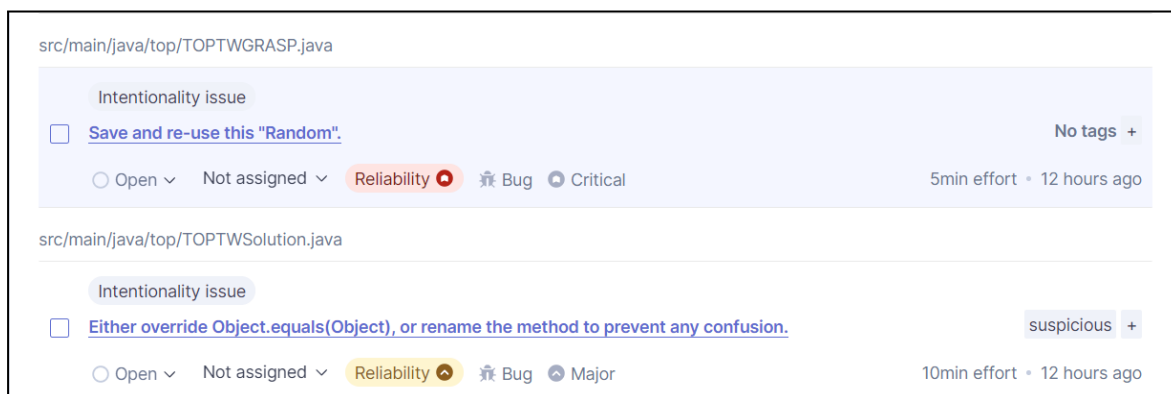 src/main/java/top/TOPTWGRASP.java
Intentionality issue
Save and re-use this "Random". No tags +
Open Not assigned Reliability Bug Critical 5min effort • 12 hours ago
src/main/java/top/TOPTWSolution.java
Intentionality issue
Either override Object.equals(Object), or rename the method to prevent any confusion. suspicious +
Open Not assigned Reliability Bug Major 10min effort • 12 hours ago